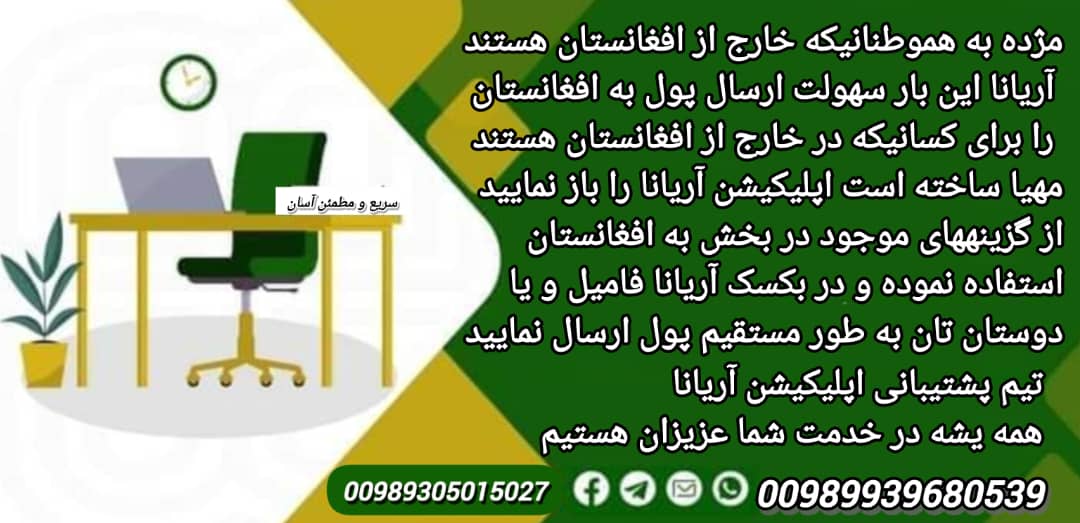 مژده به هموطنانیکه خارج از افغانستان هستند
آریانا این بار سهولت ارسال پول به افغانستان
را برای کسانیکه در خارج از افغانستان هستند
مهیا ساخته است اپلیکیشن آریانا را باز نمایید
از گزینههای موجود در بخش به افغانستان
استفاده نموده و در بکسک آریانا فامیل و یا
دوستان تان به طور مستقیم پول ارسال نمایید
تیم پشتیبانی اپلیکیشن آریانا
همه یشه در خدمت شما عزیزان هستیم
سریع و مطمئن آسان
00989305015027
00989939680539